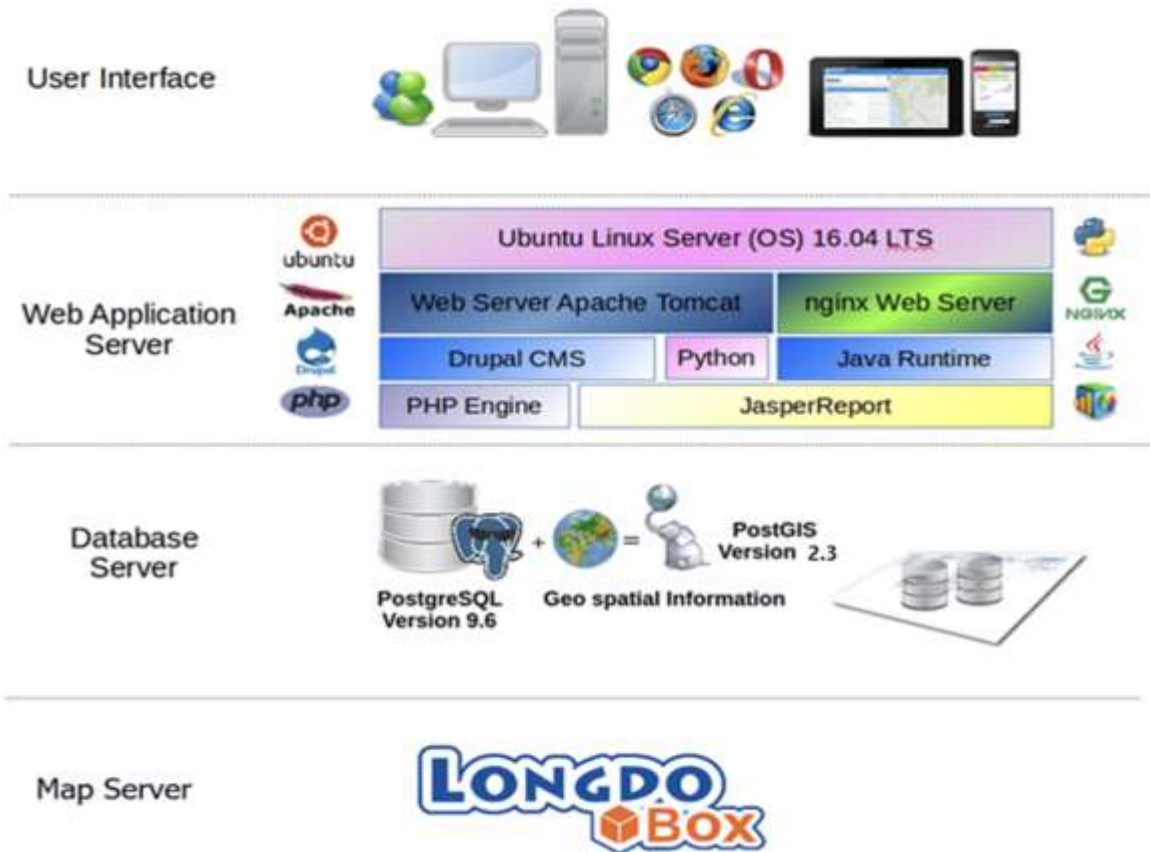 User Interface
ubuntu
Ubuntu Linux Server (OS) 16.04 LTS
Web Application
Server
Apache
Web Server Apache Tomcat
nginx Web Server
NGINX
Drupal
Drupal CMS
Python
Java Runtime
php
PHP Engine
JasperReport
Database
Server
PostgreSQL
Version 9.6
+
=
Geo spatial Information
PostGIS
Version 2.3
Map Server
LONGDO
BOX